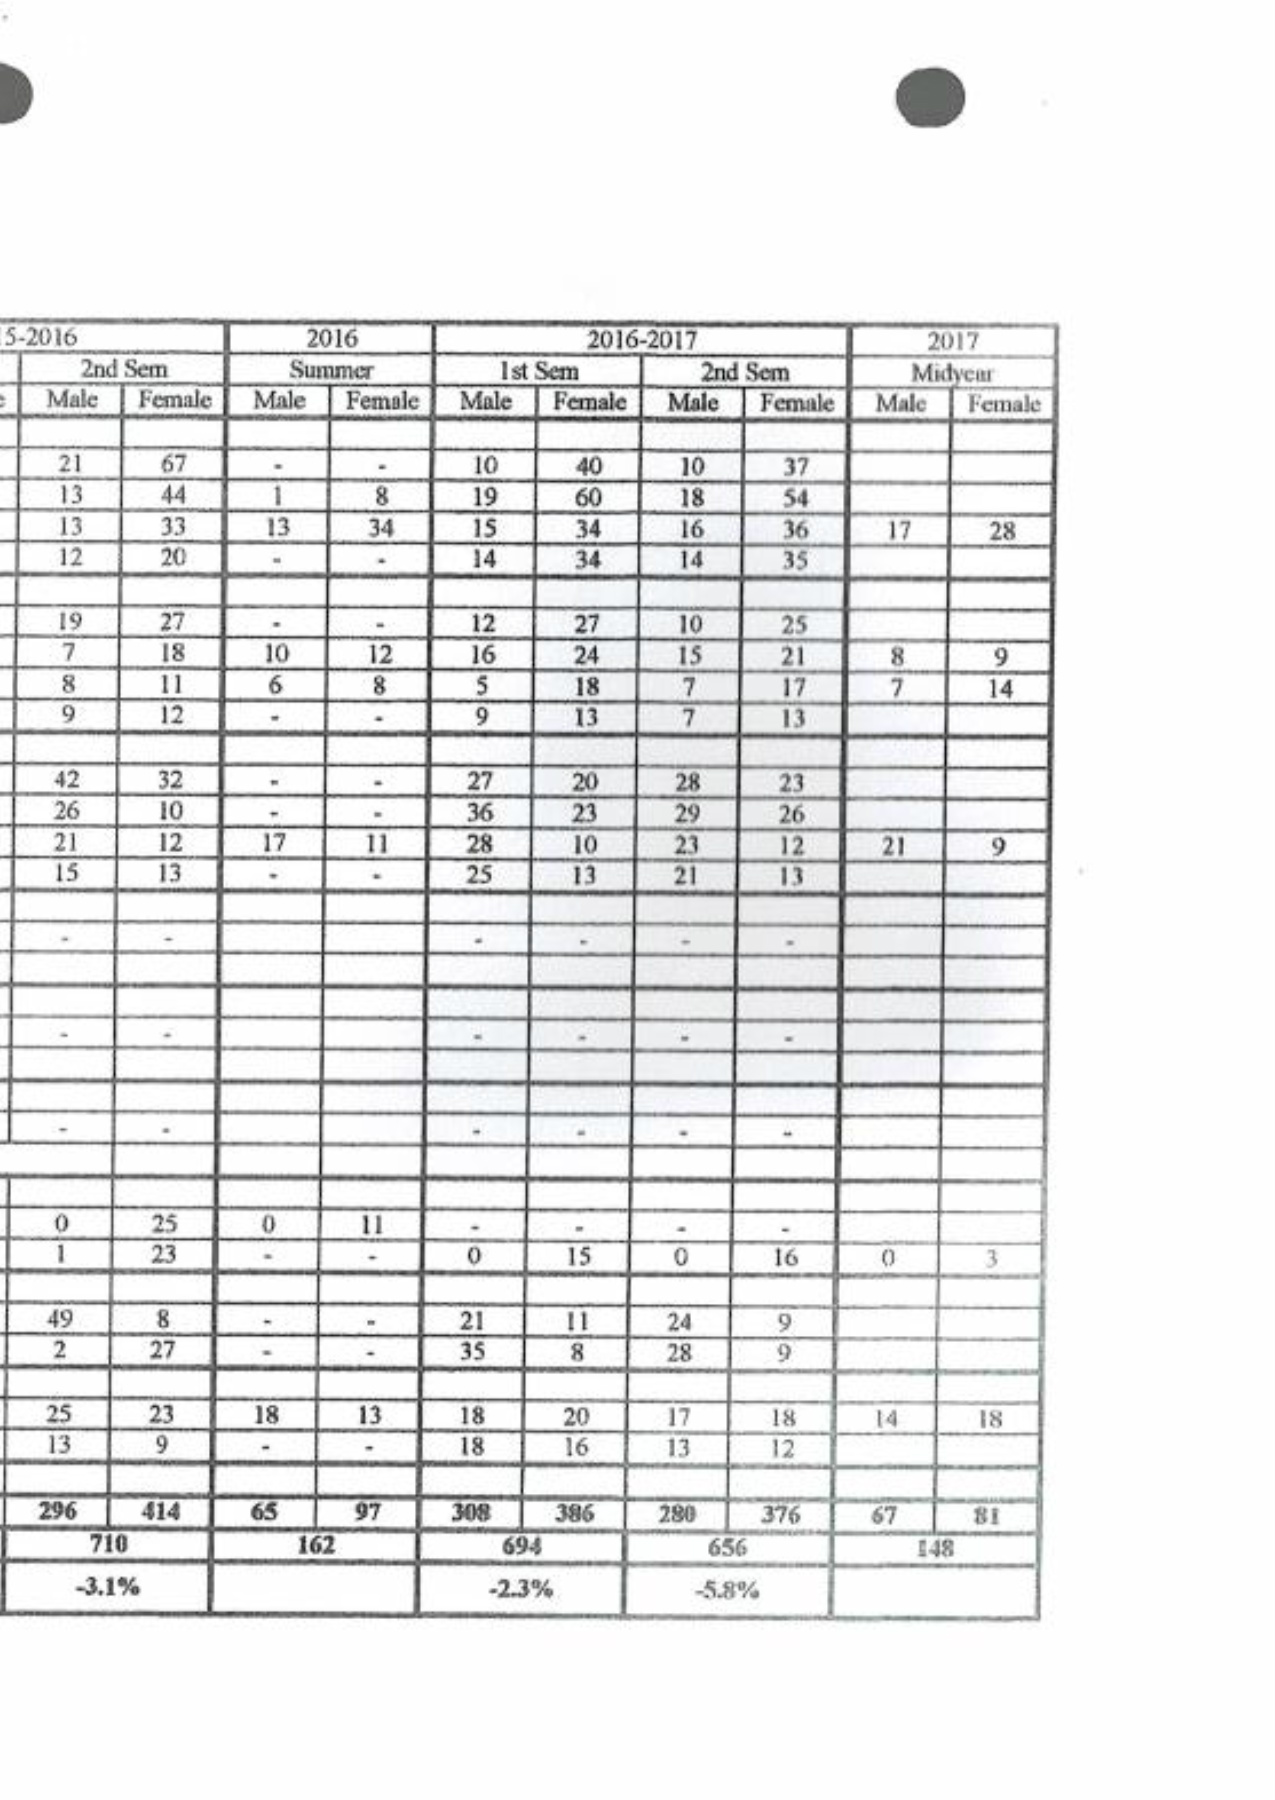 15-2016 2016 2016-2017 2017
2nd Sem Summer 1st Sem 2nd Sem Midyear
e Male Female Male Female Male Female Male Female Male Female
21 67 - - 10 40 10 37
13 44 1 8 19 60 18 54
13 33 13 34 15 34 16 36 17 28
12 20 - - 14 34 14 35
19 27 - - 12 27 10 25
7 18 10 12 16 24 15 21 8 9
8 11 6 8 5 18 7 17 7 14
9 12 - - 9 13 7 13
42 32 - - 27 20 28 23
26 10 - - 36 23 29 26
21 12 17 11 28 10 23 12 21 9
15 13 - - 25 13 21 13
- - - - - -
- - - - - -
- - - - - -
0 25 0 11 - - - -
1 23 - - 0 15 0 16 0 3
49 8 - - 21 11 24 9
2 27 - - 35 8 28 9
25 23 18 13 18 20 17 18 14 18
13 9 - - 18 16 13 12
296 414 65 97 308 386 280 376 67 81
710 162 694 656 148
-3.1% -2.3% -5.8%